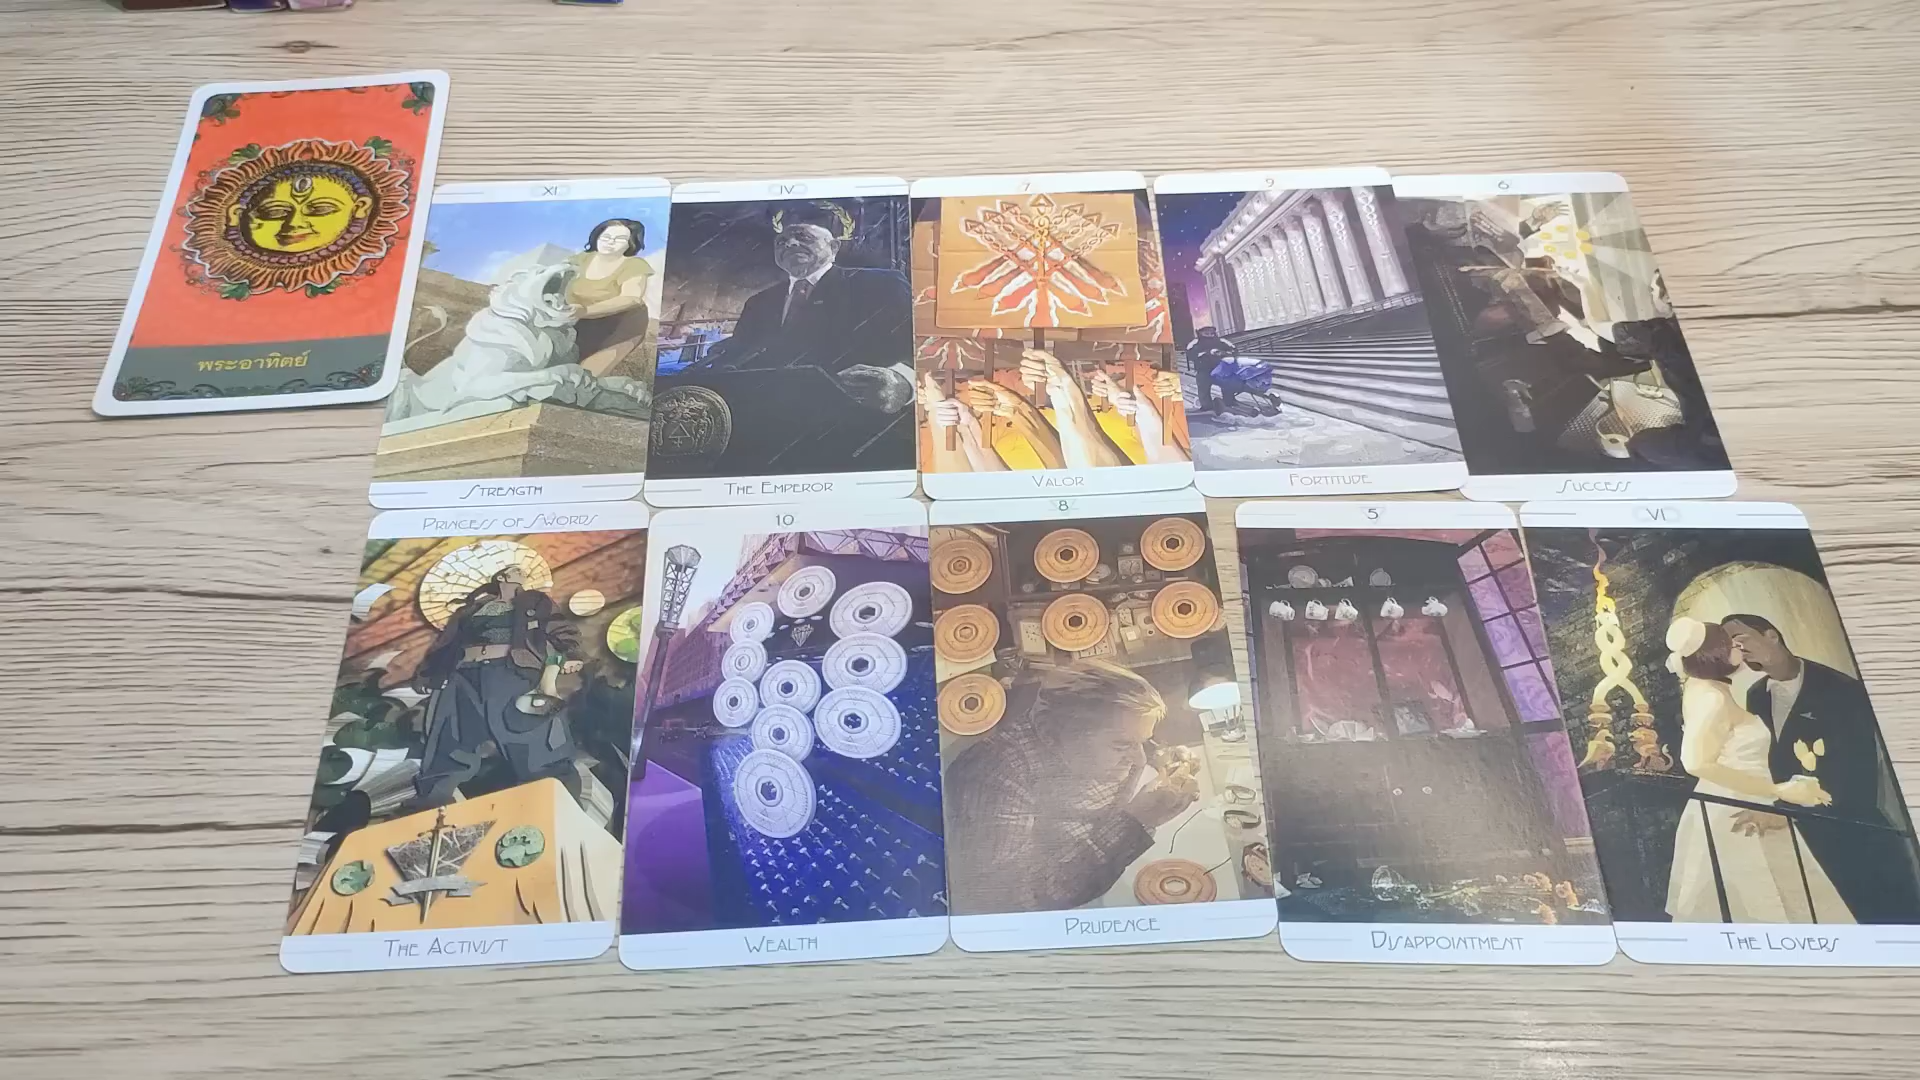 พระอาทิตย์
XI
STRENGTH
IV
THE EMPEROR
7
VALOR
9
FORTITUDE
6
SUCCESS
PRINCESS OF SWORDS
THE ACTIVIST
10
WEALTH
8
PRUDENCE
5
DISAPPOINTMENT
VI
THE LOVERS